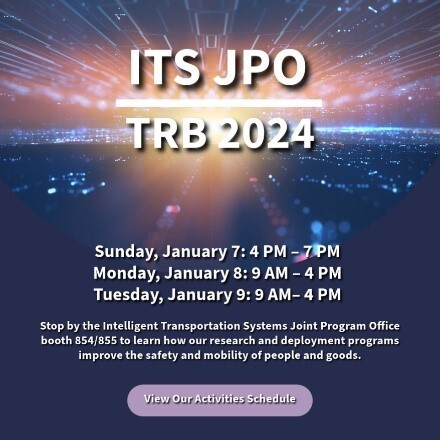 ITS JPO
TRB 2024
Sunday, January 7: 4 PM – 7 PM
Monday, January 8: 9 AM – 4 PM
Tuesday, January 9: 9 AM– 4 PM
Stop by the Intelligent Transportation Systems Joint Program Office
booth 854/855 to learn how our research and deployment programs
improve the safety and mobility of people and goods.
View Our Activities Schedule